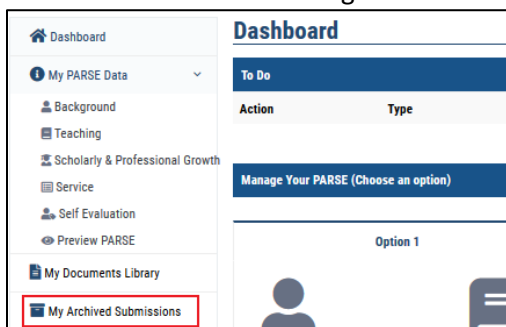 Dashboard
Dashboard
My PARSE Data
To Do
Background
Action Type
Teaching
Scholarly & Professional Growth
Service
Manage Your PARSE (Choose an option)
Self Evaluation
Preview PARSE
Option 1
My Documents Library
My Archived Submissions